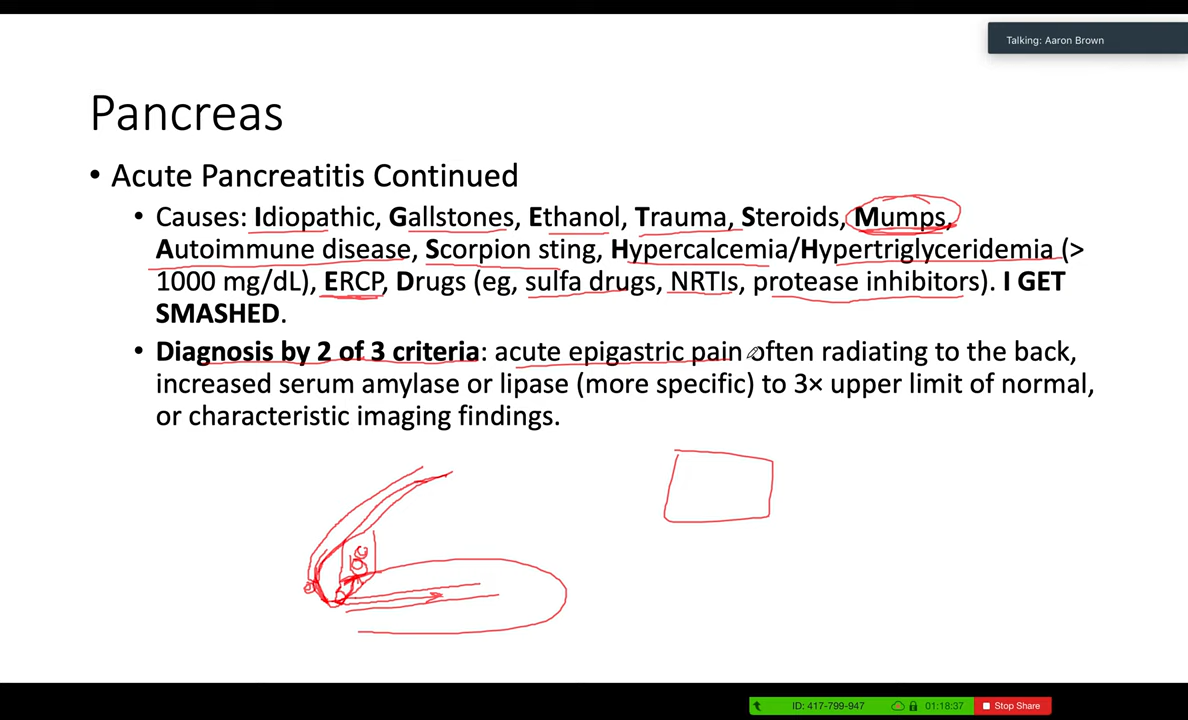 Talking: Aaron Brown
Pancreas
• Acute Pancreatitis Continued
• Causes: Idiopathic, Gallstones, Ethanol, Trauma, Steroids, Mumps,
Autoimmune disease, Scorpion sting, Hypercalcemia/Hypertriglyceridemia (>
1000 mg/dL), ERCP, Drugs (eg, sulfa drugs, NRTIs, protease inhibitors). I GET
SMASHED.
• Diagnosis by 2 of 3 criteria: acute epigastric pain often radiating to the back,
increased serum amylase or lipase (more specific) to 3× upper limit of normal,
or characteristic imaging findings.
ID: 417-799-947 01:18:37 Stop Share